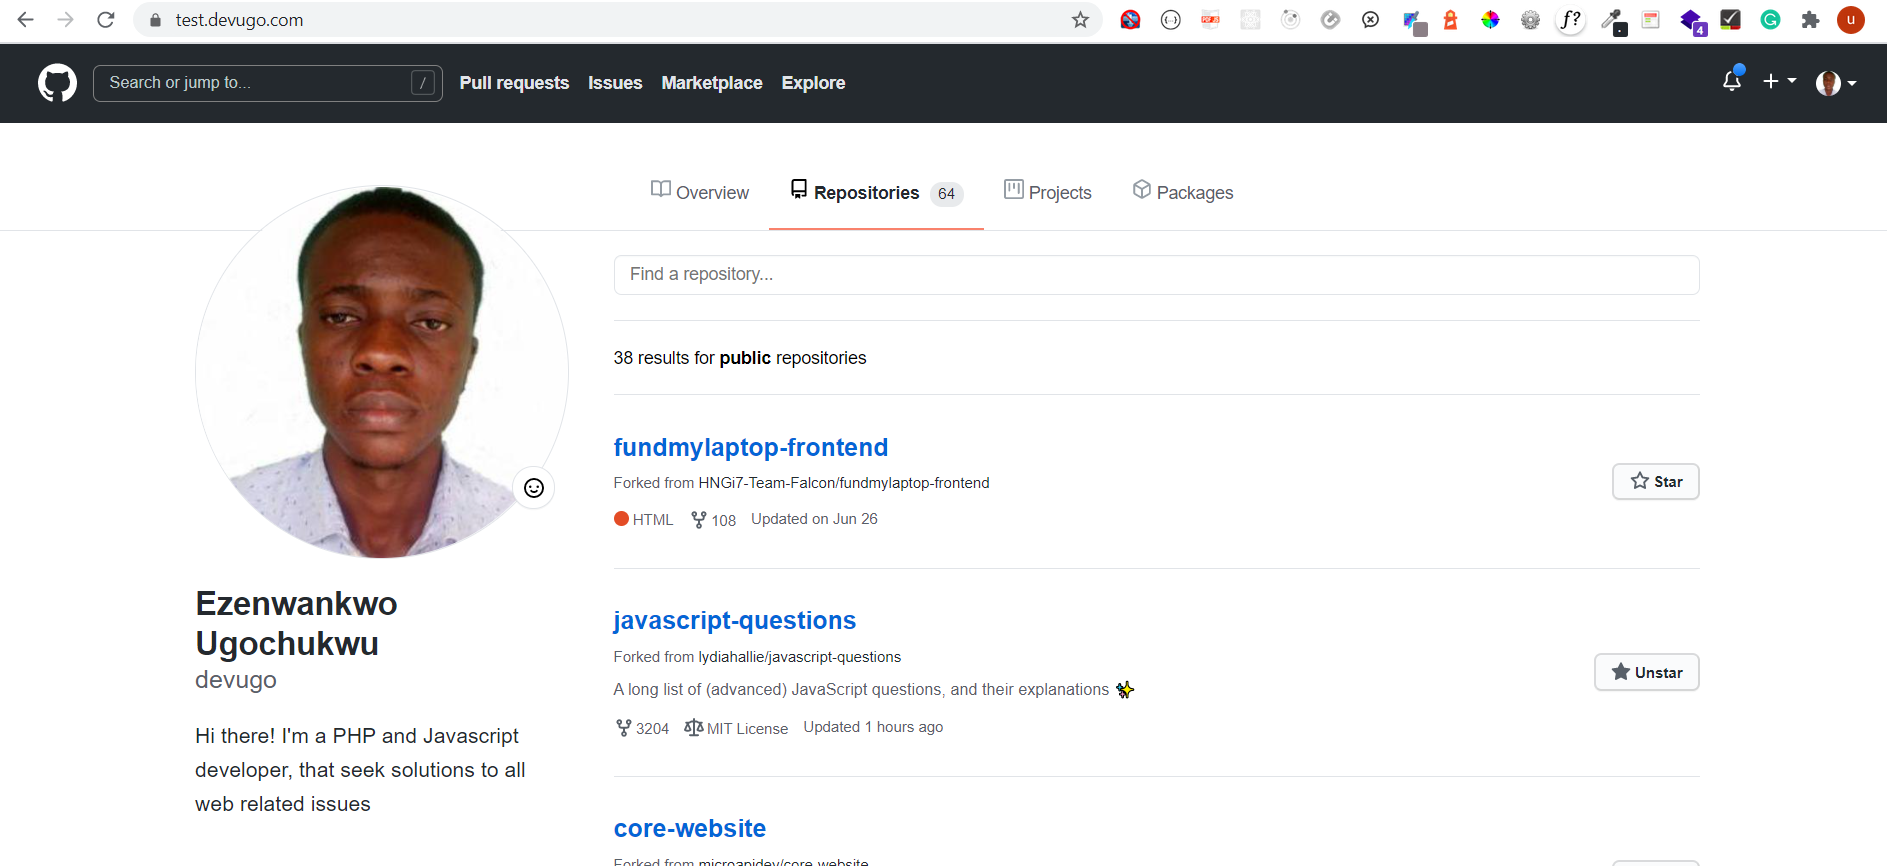 test.devugo.com
4
u
Search or jump to...
/
Pull requests
Issues
Marketplace
Explore
Overview
Repositories 64
Projects
Packages
Find a repository...
38 results for public repositories
fundmylaptop-frontend
Forked from HNGi7-Team-Falcon/fundmylaptop-frontend
Star
HTML 108 Updated on Jun 26
javascript-questions
Forked from lydiahallie/javascript-questions
Unstar
A long list of (advanced) JavaScript questions, and their explanations ✨
3204 MIT License Updated 1 hours ago
core-website
Forked from microapidev/core-website
Ezenwankwo
Ugochukwu
devugo
Hi there! I'm a PHP and Javascript
developer, that seek solutions to all
web related issues